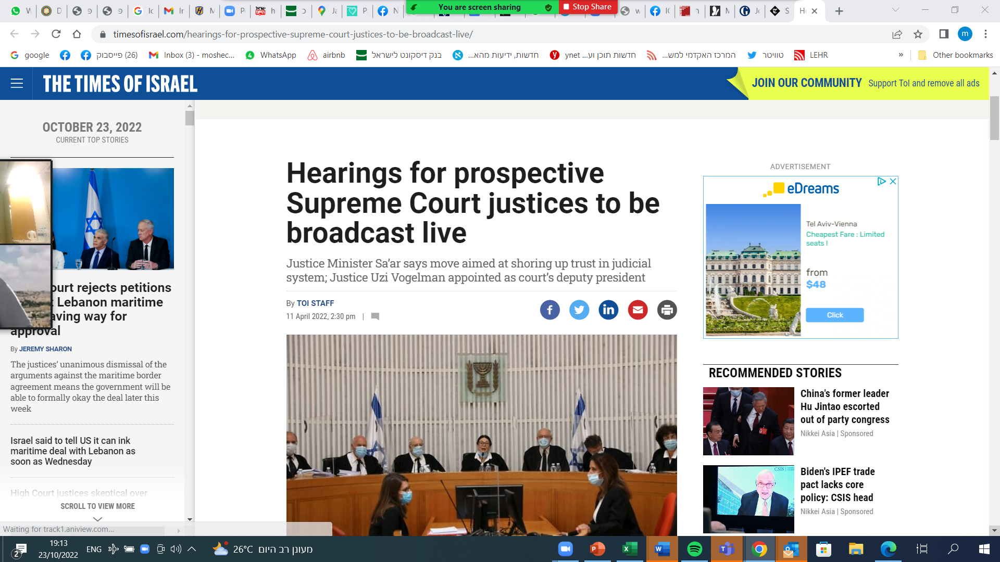 You are screen sharing
Stop Share
timesofisrael.com/hearings-for-prospective-supreme-court-justices-to-be-broadcast-live/
m
google
(26) פייסבוק
Inbox (3) - moshec...
WhatsApp
airbnb
בנק דיסקונט לישראל
חדשות, ידיעות מהא...
ynet חדשות תוכן וע...
המרכז האקדמי למש...
טוויטר
LEHR
»
Other bookmarks
THE TIMES OF ISRAEL
JOIN OUR COMMUNITY Support ToI and remove all ads
OCTOBER 23, 2022
CURRENT TOP STORIES
ourt rejects petitions
Lebanon maritime
aving way for
approval
By JEREMY SHARON
The justices’ unanimous dismissal of the
arguments against the maritime border
agreement means the government will be
able to formally okay the deal later this
week
Israel said to tell US it can ink
maritime deal with Lebanon as
soon as Wednesday
High Court justices skeptical over
SCROLL TO VIEW MORE
Waiting for track1.aniview.com...
Hearings for prospective
Supreme Court justices to be
broadcast live
Justice Minister Sa’ar says move aimed at shoring up trust in judicial
system; Justice Uzi Vogelman appointed as court’s deputy president
By TOI STAFF
11 April 2022, 2:30 pm |
ADVERTISEMENT
eDreams
Tel Aviv-Vienna
Cheapest Fare : Limited
seats !
from
$48
Click
RECOMMENDED STORIES
China's former leader
Hu Jintao escorted
out of party congress
Nikkei Asia | Sponsored
CSIS
Biden's IPEF trade
pact lacks core
policy: CSIS head
Nikkei Asia | Sponsored
2
19:13
23/10/2022
ENG
26°C מעונן רב היום